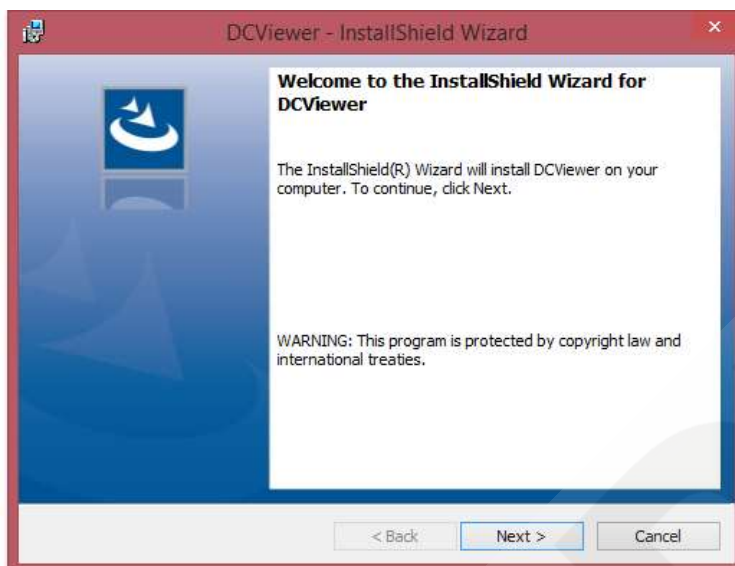 DCViewer - InstallShield Wizard
Welcome to the InstallShield Wizard for
DCViewer
The InstallShield(R) Wizard will install DCViewer on your
computer. To continue, click Next.
WARNING: This program is protected by copyright law and
international treaties.
< Back
Next >
Cancel